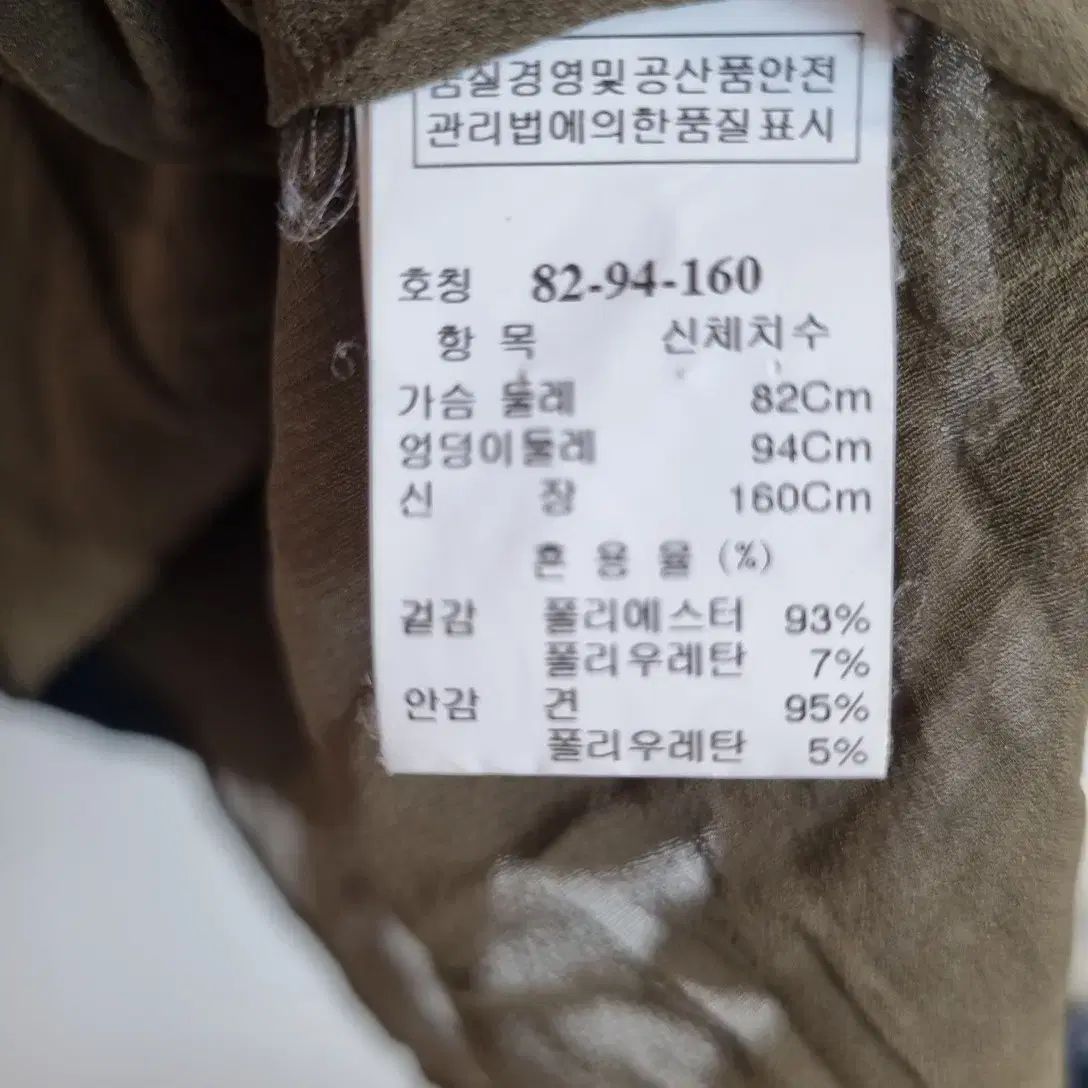 품질경영및공산품안전
관리법에의한품질표시
호칭 82-94-160
항 목 신체치수
가슴 둘레 82Cm
엉덩이둘레 94Cm
신 장 160Cm
혼 용 율 (%)
겉감 폴리에스터 93%
폴리우레탄 7%
안감 견 95%
폴리우레탄 5%